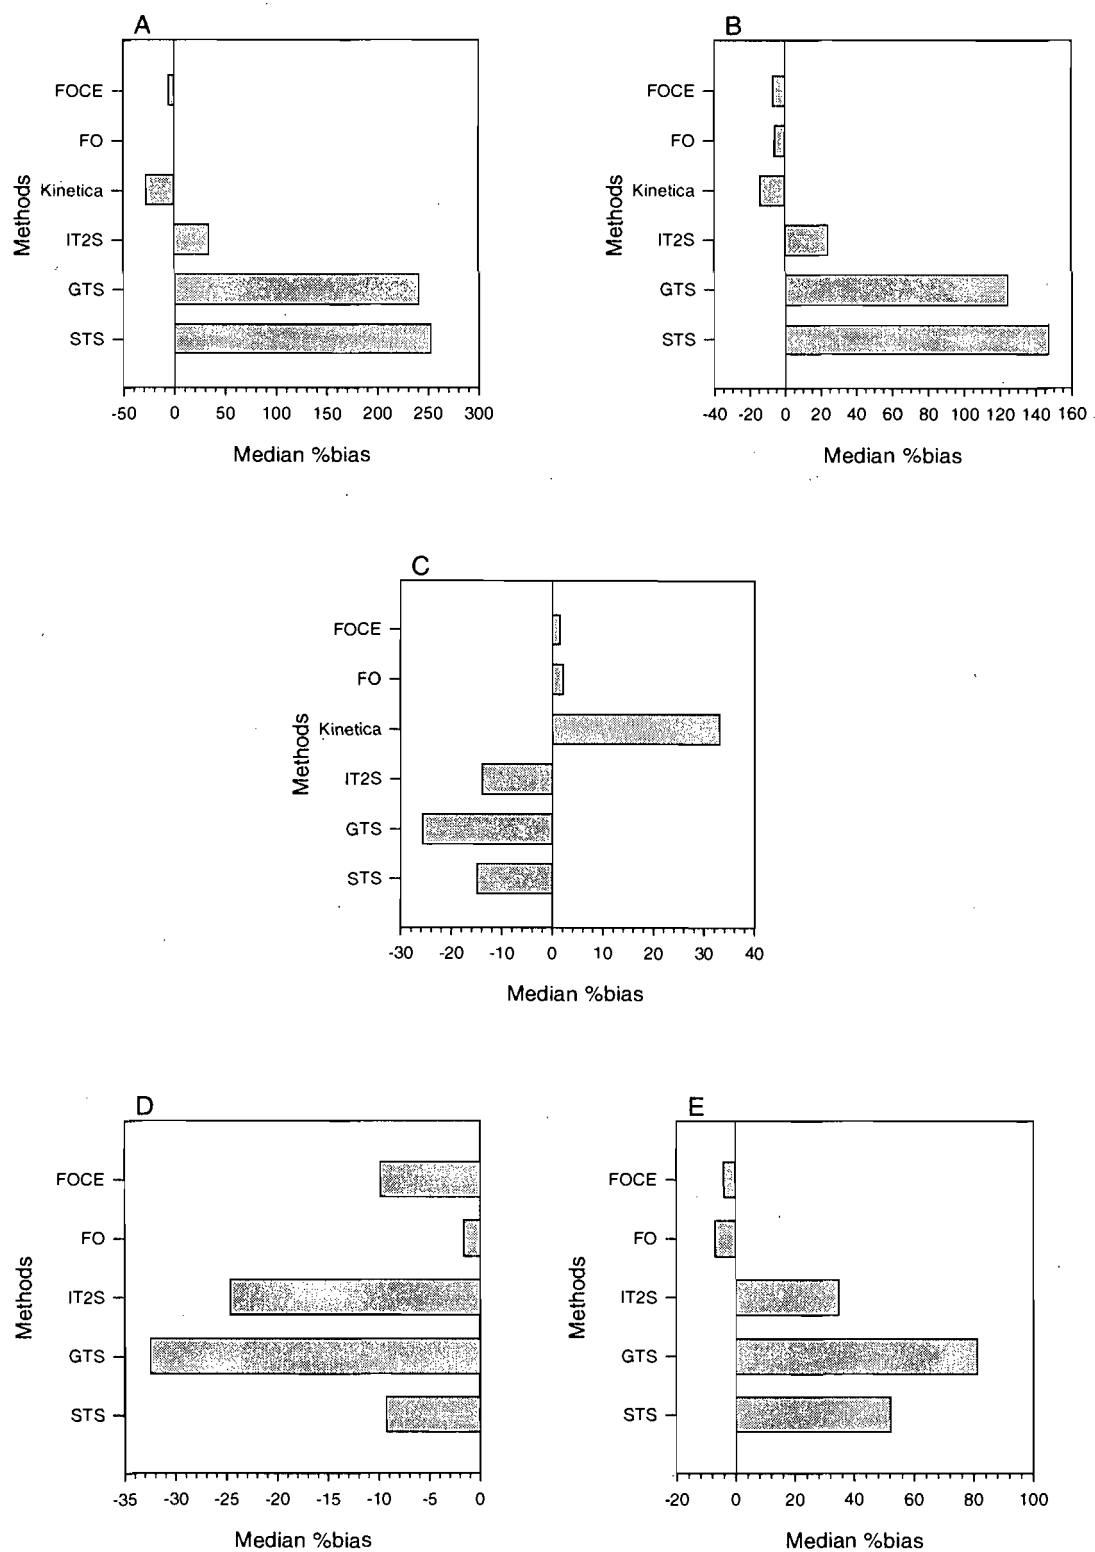 A
FOCE
FO
Kinetica
IT2S
GTS
STS
Methods
-50 0 50 100 150 200 250 300
Median %bias
B
FOCE
FO
Kinetica
IT2S
GTS
STS
Methods
-40 -20 0 20 40 60 80 100 120 140 160
Median %bias
C
FOCE
FO
Kinetica
IT2S
GTS
STS
Methods
-30 -20 -10 0 10 20 30 40
Median %bias
D
FOCE
FO
IT2S
GTS
STS
Methods
-35 -30 -25 -20 -15 -10 -5 0
Median %bias
E
FOCE
FO
IT2S
GTS
STS
Methods
-20 0 20 40 60 80 100
Median %bias